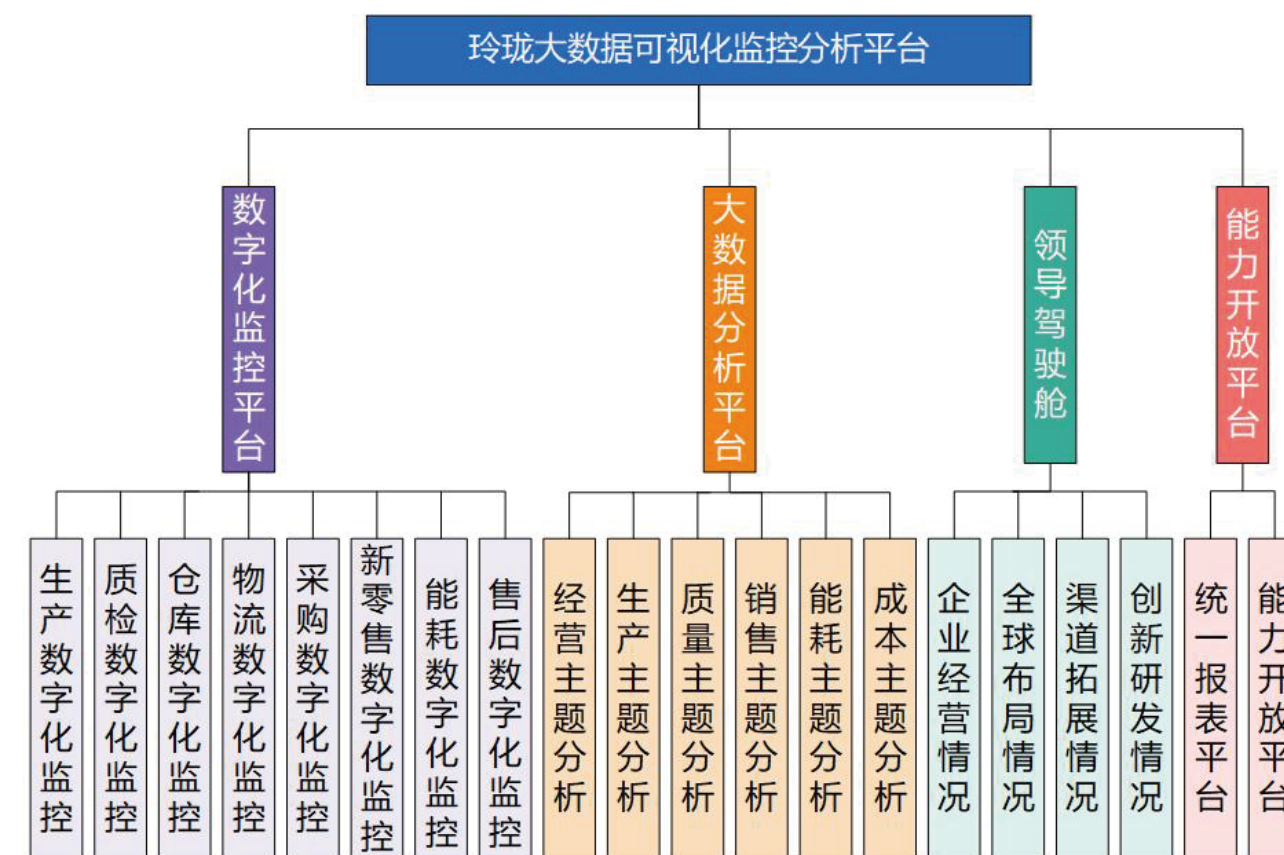 玲珑大数据可视化监控分析平台
数字化监控平台
大数据分析平台
领导驾驶舱
能力开放平台
生产数字化监控
质检数字化监控
仓库数字化监控
物流数字化监控
采购数字化监控
新零售数字化监控
能耗数字化监控
售后数字化监控
经营主题分析
生产主题分析
质量主题分析
销售主题分析
能耗主题分析
成本主题分析
企业经营情况
全球布局情况
渠道拓展情况
创新研发情况
统一报表平台
能力开放平台